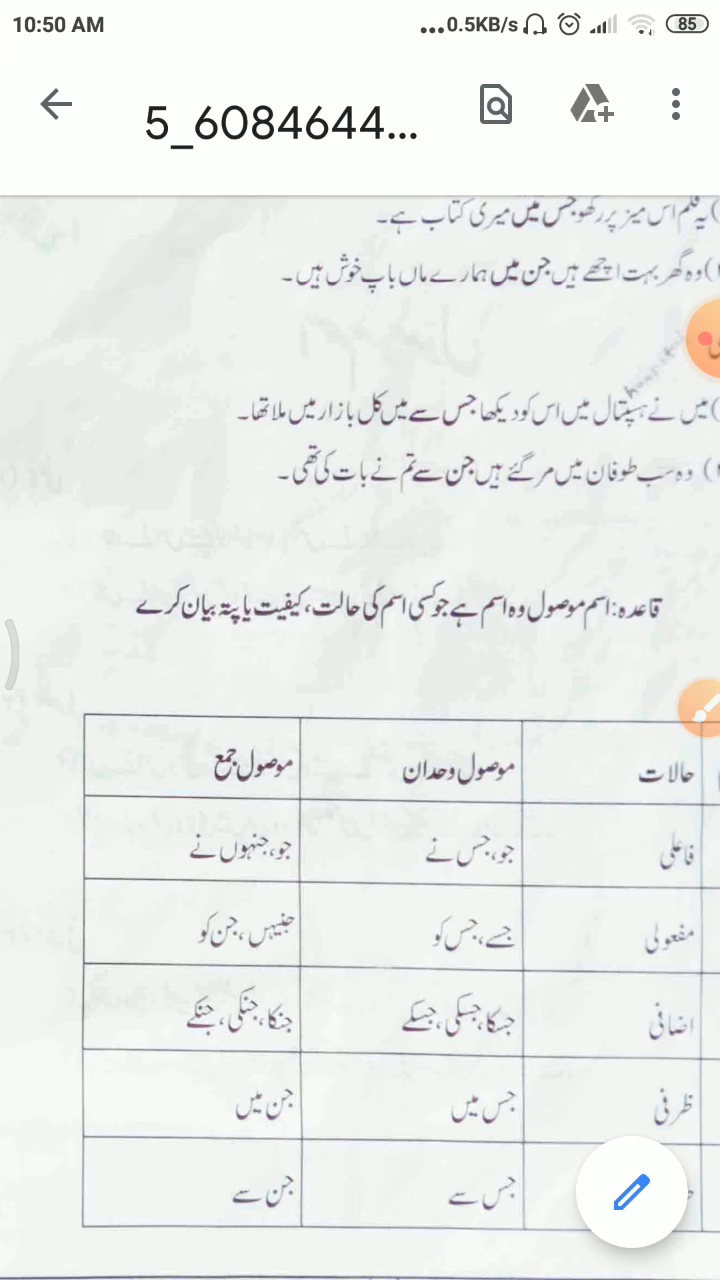 10:50 AM
...0.5KB/s
85
5_6084644...
) یہ قلم اس میز پر رکھو جس میں میری کتاب ہے۔
) وہ گھر بہت اچھے ہیں جن میں ہمارے ماں باپ خوش ہیں۔
) میں نے ہسپتال میں اس کو دیکھا جس سے میں کل بازار میں ملا تھا۔
) وہ سب طوفان میں مر گئے ہیں جن سے تم نے بات کی تھی۔
قاعدہ: اسم موصول وہ اسم ہے جو کسی اسم کی حالت، کیفیت یا پتہ بیان کرے
حالات موصول وحدان موصول جمع
فاعلی جو، جس نے جو، جنہوں نے
مفعولی جسے، جس کو جنہیں، جن کو
اضافی جسکا، جسکی، جسکے جنکا، جنکی، جنکے
ظرفی جس میں جن میں
جس سے جن سے